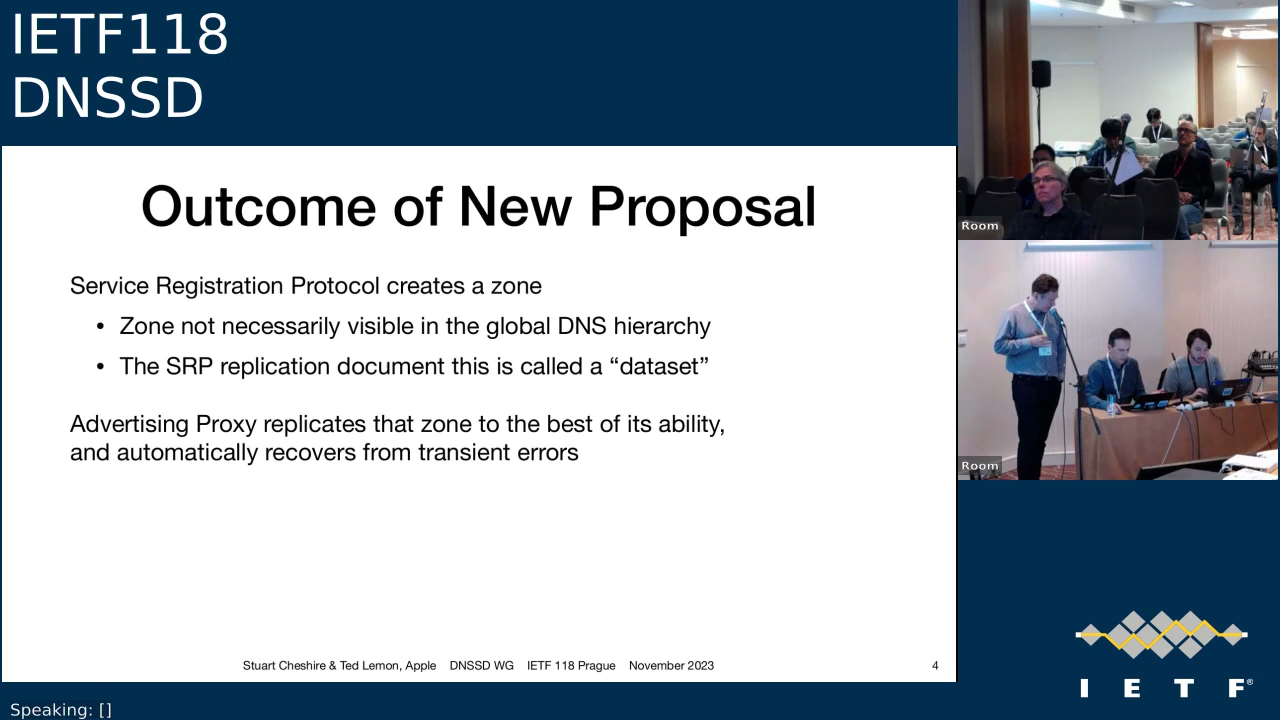 IETF118
DNSSD
Outcome of New Proposal
Service Registration Protocol creates a zone
• Zone not necessarily visible in the global DNS hierarchy
• The SRP replication document this is called a “dataset”
Advertising Proxy replicates that zone to the best of its ability,
and automatically recovers from transient errors
Stuart Cheshire & Ted Lemon, Apple DNSSD WG IETF 118 Prague November 2023 4
Room
Room
I E T F®
Speaking: []